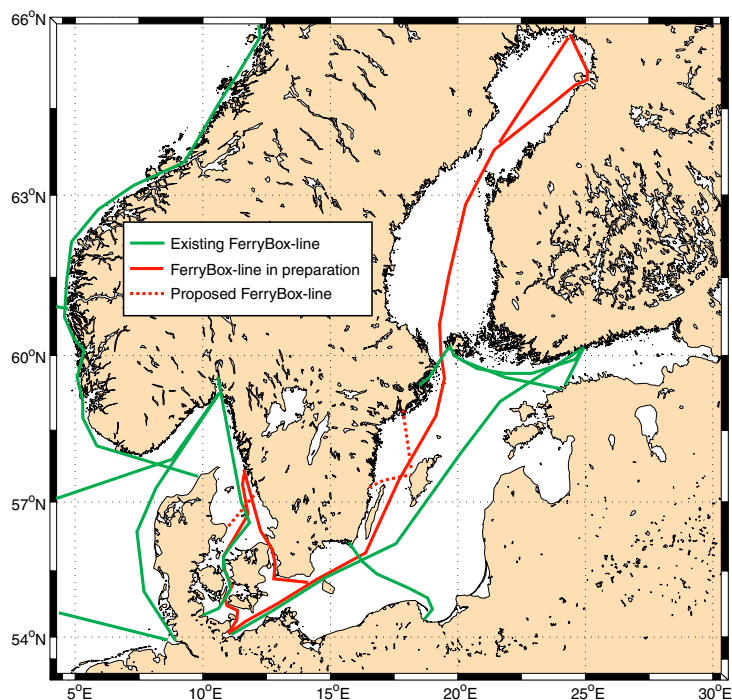 66°N
63°N
Existing FerryBox-line
FerryBox-line in preparation
Proposed FerryBox-line
60°N
57°N
54°N
5°E 10°E 15°E 20°E 25°E 30°E